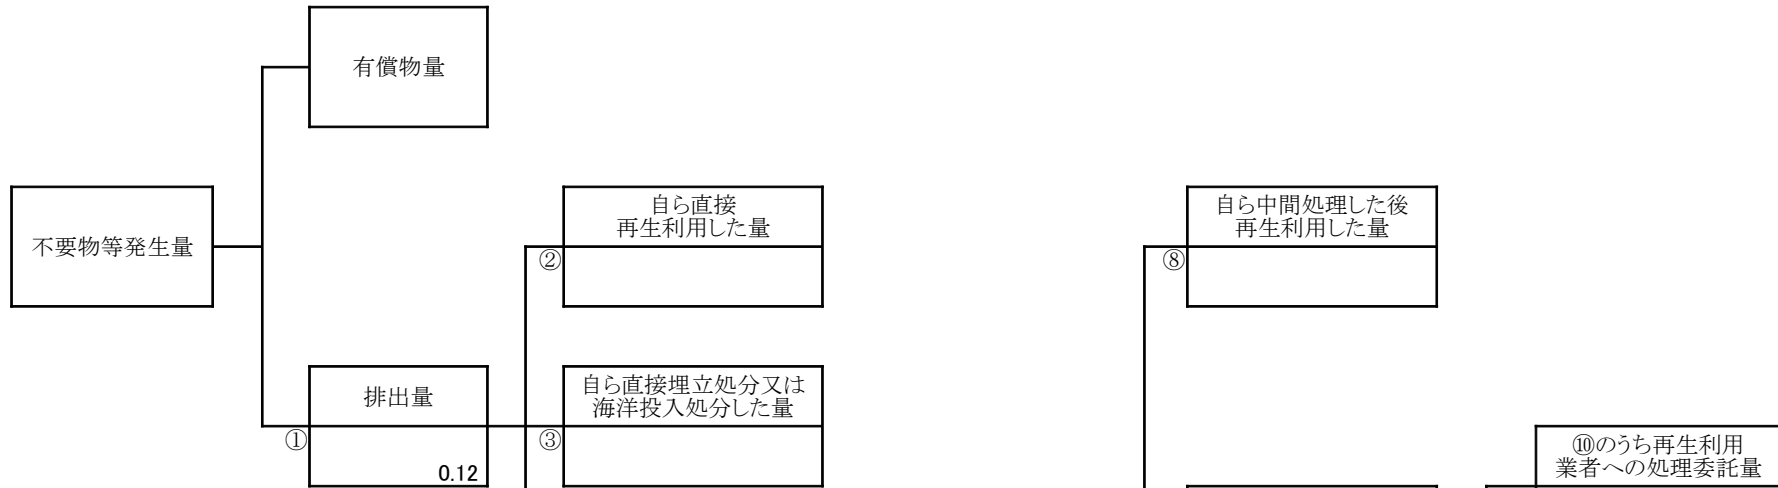 有償物量
不要物等発生量
自ら直接
再生利用した量
②
自ら中間処理した後
再生利用した量
⑧
排出量
①
0.12
自ら直接埋立処分又は
海洋投入処分した量
③
⑩のうち再生利用
業者への処理委託量